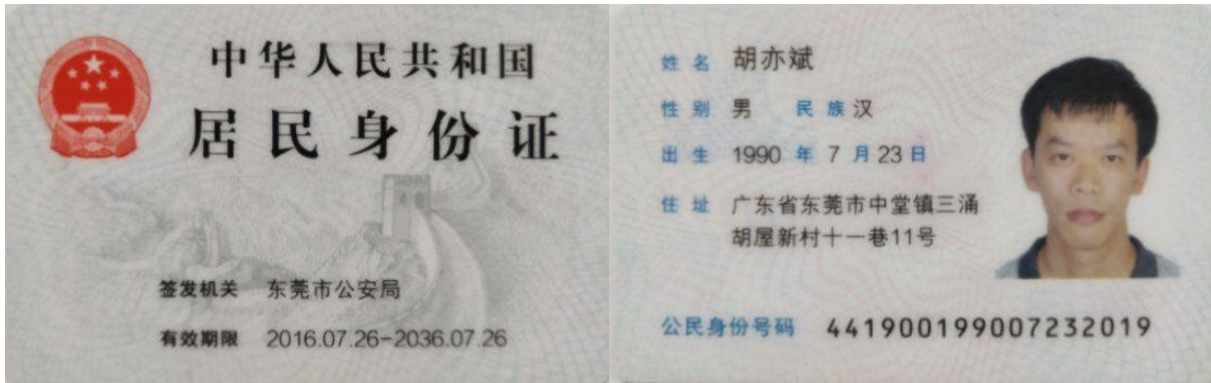 中华人民共和国
居民身份证
签发机关 东莞市公安局
有效期限 2016.07.26-2036.07.26
姓名 胡亦斌
性别 男 民族 汉
出生 1990 年 7 月 23 日
住址 广东省东莞市中堂镇三涌
胡屋新村十一巷11号
公民身份号码 441900199007232019